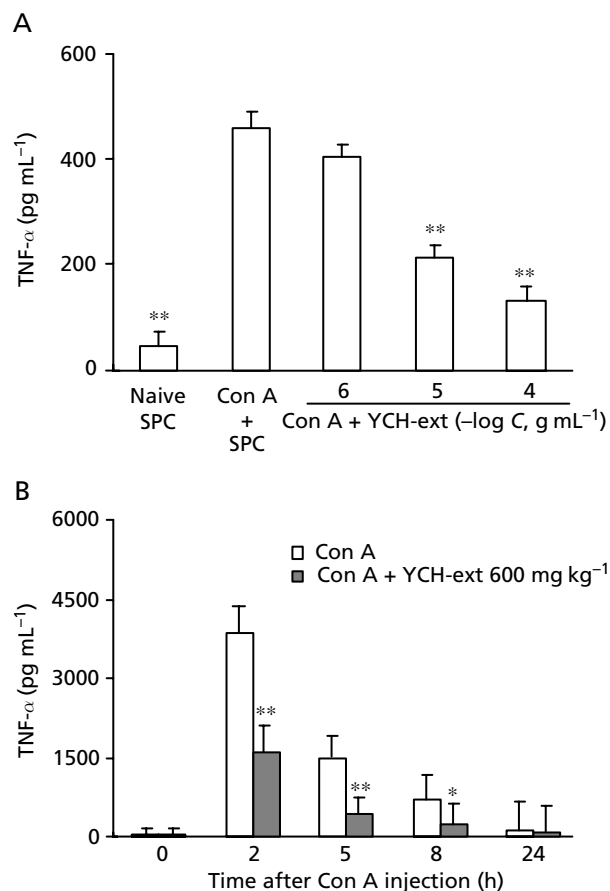 A
600
400
200
0
TNF-α (pg mL⁻¹)
**
**
**
Naive
SPC
Con A
+
SPC
6 5 4
Con A + YCH-ext (–log C, g mL⁻¹)
B
6000
4500
3000
1500
0
TNF-α (pg mL⁻¹)
Con A
Con A + YCH-ext 600 mg kg⁻¹
**
**
*
0 2 5 8 24
Time after Con A injection (h)